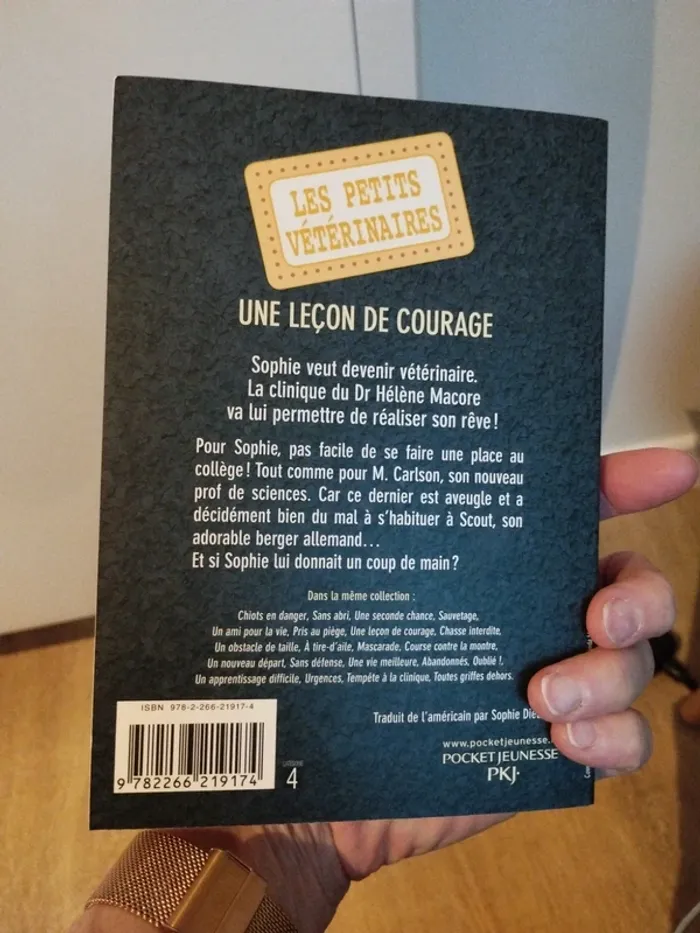 LES PETITS
VÉTÉRINAIRES
UNE LEÇON DE COURAGE
Sophie veut devenir vétérinaire.
La clinique du Dr Hélène Macore
va lui permettre de réaliser son rêve !
Pour Sophie, pas facile de se faire une place au
collège ! Tout comme pour M. Carlson, son nouveau
prof de sciences. Car ce dernier est aveugle et a
décidément bien du mal à s'habituer à Scout, son
adorable berger allemand…
Et si Sophie lui donnait un coup de main ?
Dans la même collection :
Chiots en danger, Sans abri, Une seconde chance, Sauvetage,
Un ami pour la vie, Pris au piège, Une leçon de courage, Chasse interdite,
Un obstacle de taille, À tire-d'aile, Mascarade, Course contre la montre,
Un nouveau départ, Sans défense, Une vie meilleure, Abandonnés, Oublié !,
Un apprentissage difficile, Urgences, Tempête à la clinique, Toutes griffes dehors.
ISBN 978-2-266-21917-4
Traduit de l'américain par Sophie
9 782266 219174
4
www.pocketjeunesse.
POCKET JEUNESSE
PKJ·